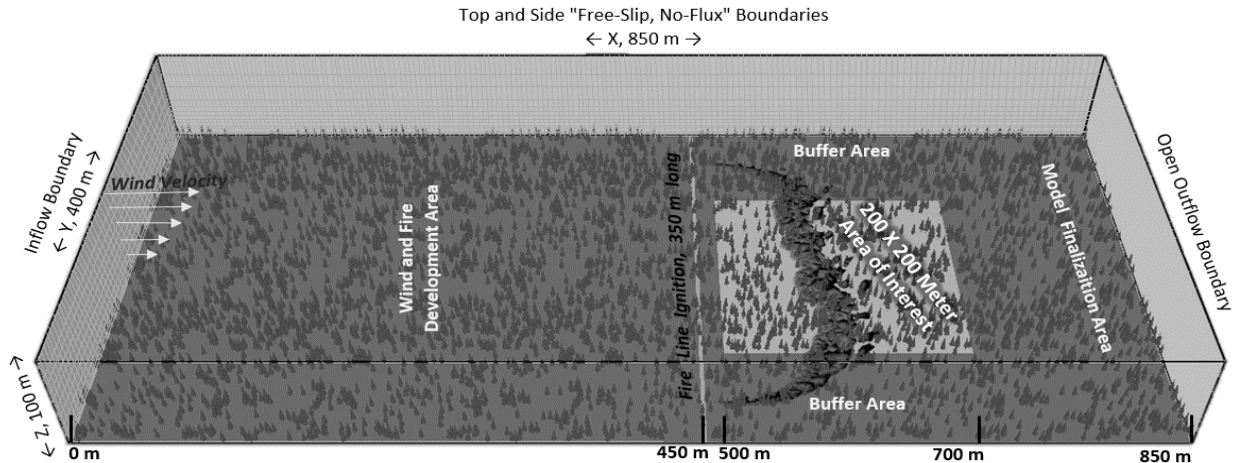 Top and Side "Free-Slip, No-Flux" Boundaries
← X, 850 m →
Inflow Boundary
← Y, 400 m →
Wind Velocity
Wind and Fire
Development Area
Fire Line Ignition, 350 m long
Buffer Area
200 X 200 Meter
Area of Interest
Model Finalizaition Area
Open Outflow Boundary
Buffer Area
← Z, 100 m →
0 m
450 m
500 m
700 m
850 m